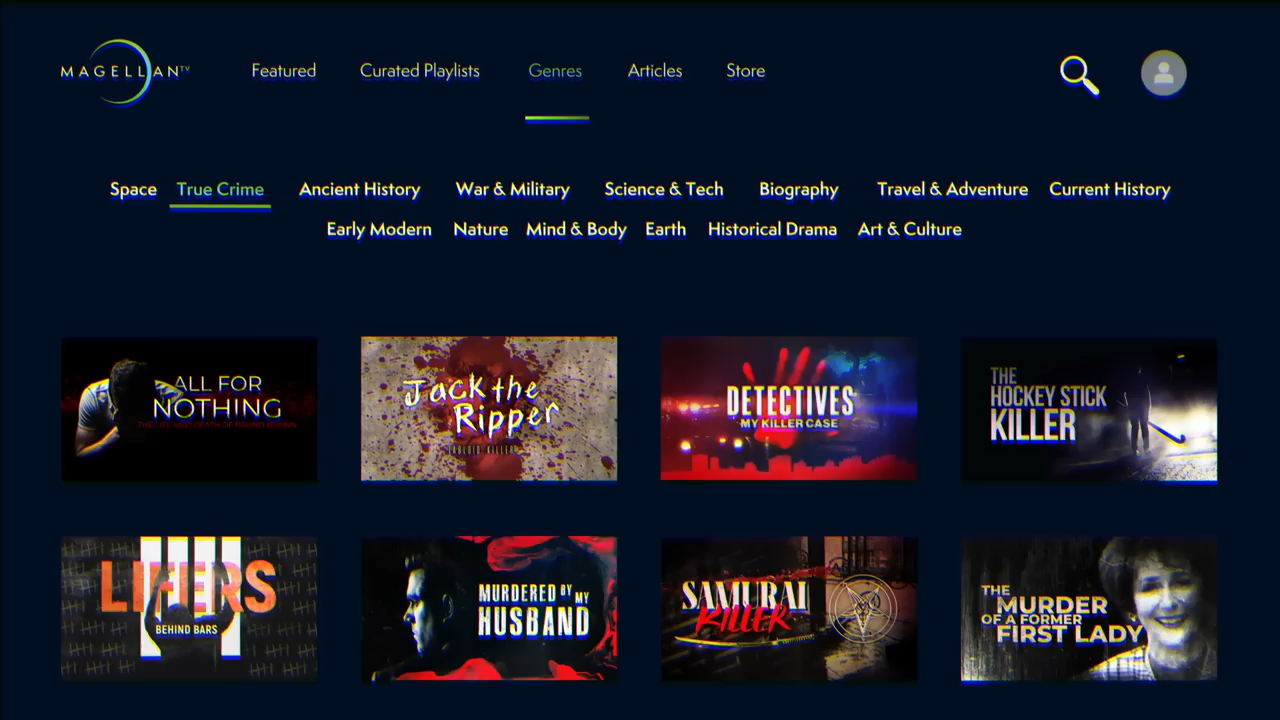 MAGELLAN TV
Featured Curated Playlists Genres Articles Store
Space True Crime Ancient History War & Military Science & Tech Biography Travel & Adventure Current History
Early Modern Nature Mind & Body Earth Historical Drama Art & Culture
ALL FOR
NOTHING
Jack the
Ripper
DETECTIVES
MY KILLER CASE
THE
HOCKEY STICK
KILLER
LIFERS
BEHIND BARS
MURDERED BY MY
HUSBAND
SAMURAI
KILLER
THE
MURDER
OF A FORMER
FIRST LADY